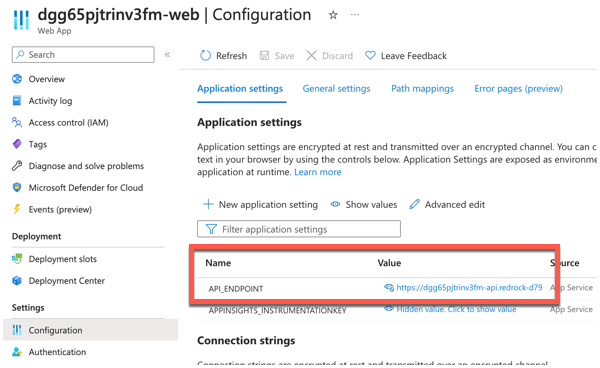 dgg65pjtrinv3fm-web | Configuration
Web App
Search
Refresh
Save
Discard
Leave Feedback
Overview
Activity log
Access control (IAM)
Tags
Diagnose and solve problems
Microsoft Defender for Cloud
Events (preview)
Deployment
Deployment slots
Deployment Center
Settings
Configuration
Authentication
Application settings
General settings
Path mappings
Error pages (preview)
Application settings
Application settings are encrypted at rest and transmitted over an encrypted channel. You can c
text in your browser by using the controls below. Application Settings are exposed as environme
application at runtime. Learn more
New application setting
Show values
Advanced edit
Filter application settings
Name Value Source
API_ENDPOINT https://dgg65pjtrinv3fm-api.redrock-d79 App Service
APPINSIGHTS_INSTRUMENTATIONKEY Hidden value. Click to show value App Service
Connection strings
Connection strings are encrypted at rest and transmitted over an encrypted channel.